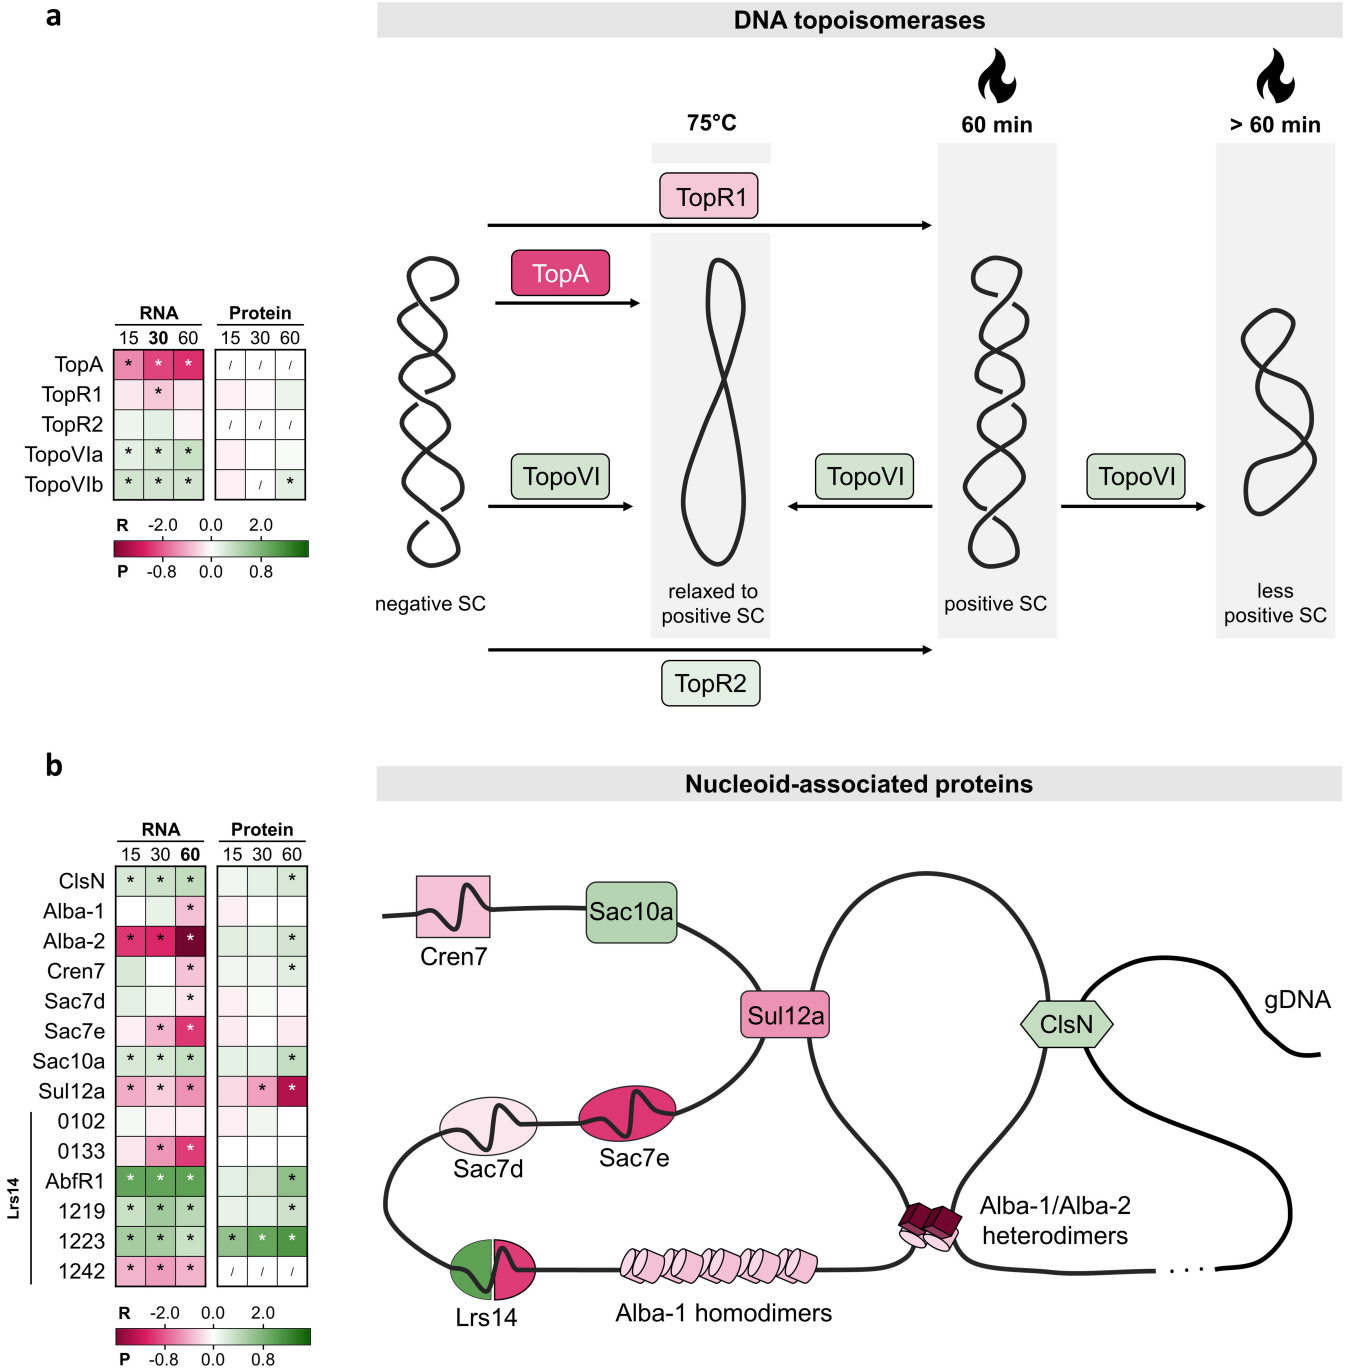 a
DNA topoisomerases
75°C
60 min
> 60 min
TopR1
TopA
RNA
Protein
15 30 60
15 30 60
TopA * * * / / /
TopR1 *
TopR2 / / /
TopoVIa * * *
TopoVIb * * * / *
R -2.0 0.0 2.0
P -0.8 0.0 0.8
TopoVI
TopoVI
TopoVI
negative SC
relaxed to
positive SC
positive SC
less
positive SC
TopR2
b
Nucleoid-associated proteins
RNA
Protein
15 30 60
15 30 60
ClsN * * * *
Alba-1 *
Alba-2 * * * *
Cren7 * *
Sac7d *
Sac7e * *
Sac10a * * * *
Sul12a * * * * *
Lrs14
0102
0133 * *
AbfR1 * * * *
1219 * * * *
1223 * * * * * *
1242 * * * / / /
R -2.0 0.0 2.0
P -0.8 0.0 0.8
Cren7
Sac10a
Sul12a
ClsN
gDNA
Sac7d
Sac7e
Alba-1/Alba-2
heterodimers
Lrs14
Alba-1 homodimers